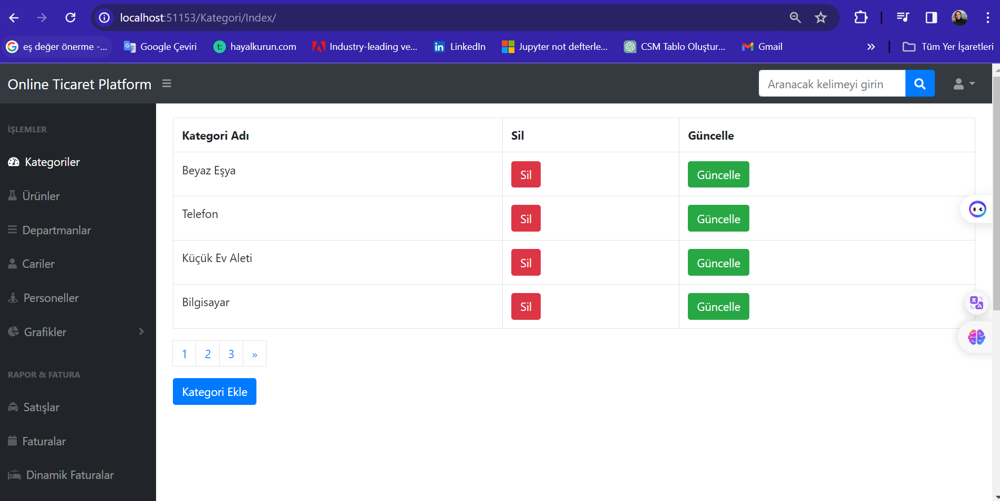 localhost:51153/Kategori/Index/
eş değer önerme -... Google Çeviri hayalkurun.com Industry-leading ve... LinkedIn Jupyter not defterle... CSM Tablo Oluştur... Gmail » Tüm Yer İşaretleri
Online Ticaret Platform Aranacak kelimeyi girin
İŞLEMLER
Kategoriler
Ürünler
Departmanlar
Cariler
Personeller
Grafikler
RAPOR & FATURA
Satışlar
Faturalar
Dinamik Faturalar
Kategori Adı Sil Güncelle
Beyaz Eşya Sil Güncelle
Telefon Sil Güncelle
Küçük Ev Aleti Sil Güncelle
Bilgisayar Sil Güncelle
1 2 3 »
Kategori Ekle